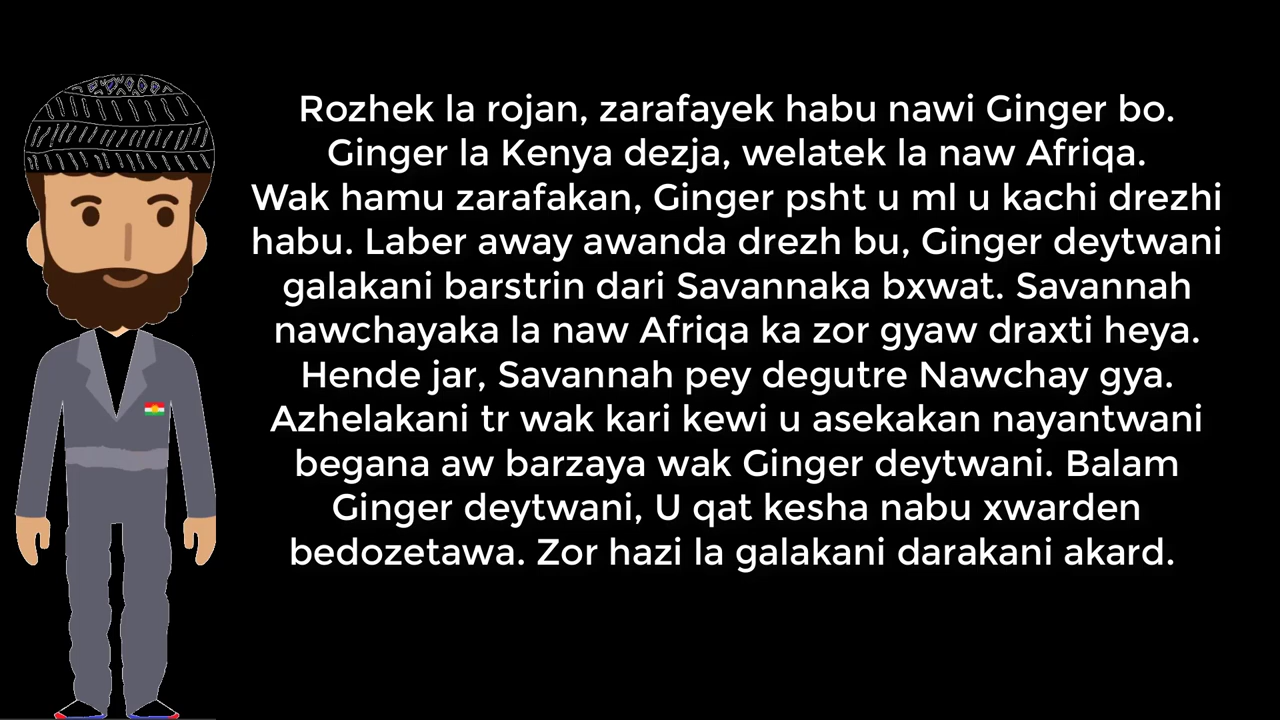 Rozhek la rojan, zarafayek habu nawi Ginger bo.
Ginger la Kenya dezja, welatek la naw Afriqa.
Wak hamu zarafakan, Ginger psht u ml u kachi drezhi
habu. Laber away awanda drezh bu, Ginger deytwani
galakani barstrin dari Savannaka bxwat. Savannah
nawchayaka la naw Afriqa ka zor gyaw draxti heya.
Hende jar, Savannah pey degutre Nawchay gya.
Azhelakani tr wak kari kewi u asekakan nayantwani
begana aw barzaya wak Ginger deytwani. Balam
Ginger deytwani, U qat kesha nabu xwarden
bedozetawa. Zor hazi la galakani darakani akard.